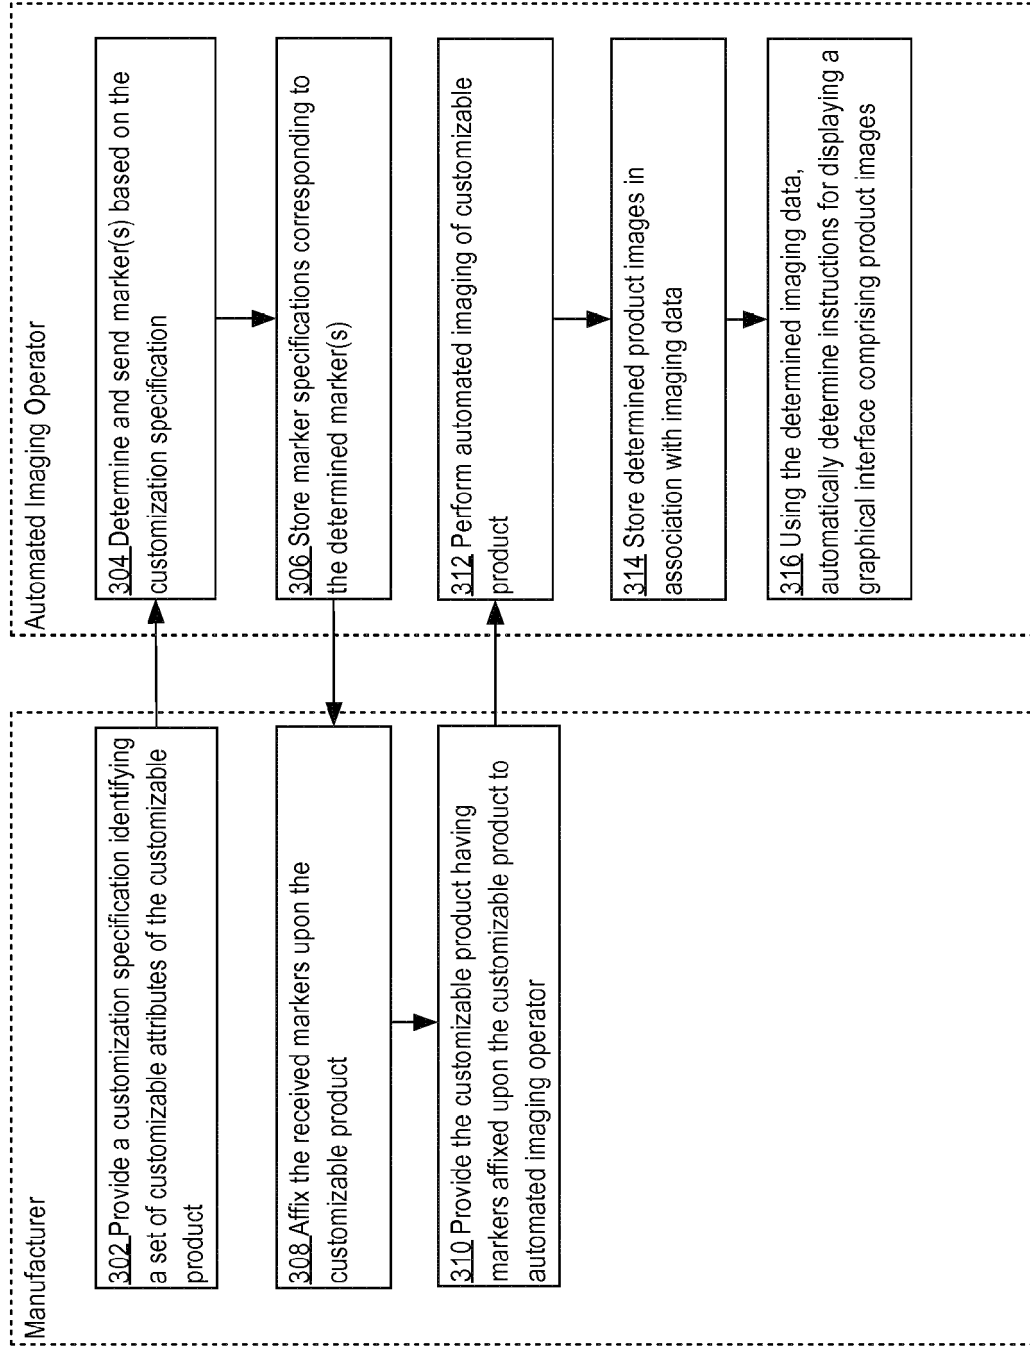 Manufacturer
302 Provide a customization specification identifying
a set of customizable attributes of the customizable
product
308 Affix the received markers upon the
customizable product
310 Provide the customizable product having
markers affixed upon the customizable product to
automated imaging operator
Automated Imaging Operator
304 Determine and send marker(s) based on the
customization specification
306 Store marker specifications corresponding to
the determined marker(s)
312 Perform automated imaging of customizable
product
314 Store determined product images in
association with imaging data
316 Using the determined imaging data,
automatically determine instructions for displaying a
graphical interface comprising product images